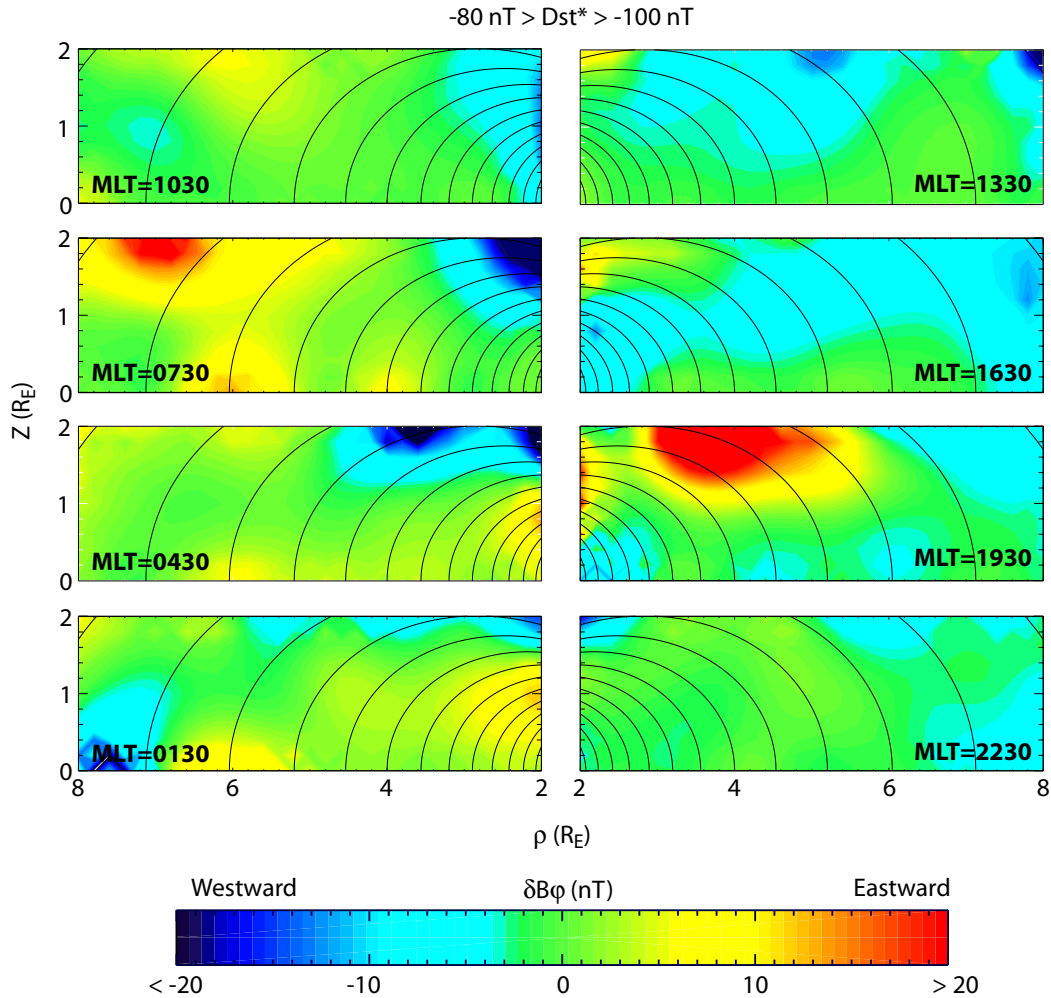 -80 nT > Dst* > -100 nT
2
1
0
MLT=1030
MLT=1330
2
1
0
MLT=0730
MLT=1630
Z (RE)
2
1
0
MLT=0430
MLT=1930
2
1
0
MLT=0130
MLT=2230
8 6 4 2 2 4 6 8
ρ (RE)
Westward δBφ (nT) Eastward
< -20 -10 0 10 > 20